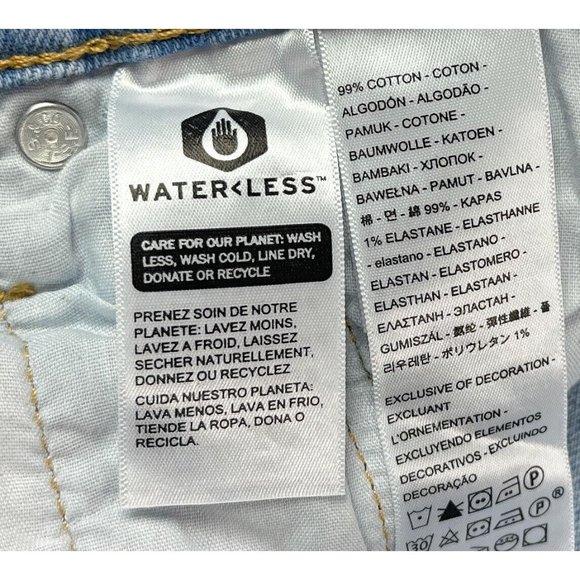 WATER<LESS™
CARE FOR OUR PLANET: WASH
LESS, WASH COLD, LINE DRY,
DONATE OR RECYCLE
PRENEZ SOIN DE NOTRE
PLANETE: LAVEZ MOINS,
LAVEZ A FROID, LAISSEZ
SECHER NATURELLEMENT,
DONNEZ OU RECYCLEZ
CUIDA NUESTRO PLANETA:
LAVA MENOS, LAVA EN FRIO,
TIENDE LA ROPA, DONA O
RECICLA.
99% COTTON - COTON -
ALGODÓN - ALGODÃO -
PAMUK - COTONE -
BAUMWOLLE - KATOEN -
BAMBAKI - ХЛОПОК -
BAWEŁNA - PAMUT - BAVLNA -
棉 - 면 - 綿 99% - KAPAS
1% ELASTANE - ELASTHANNE
- elastano - ELASTANO -
ELASTAN - ELASTOMERO -
ELASTHAN - ELASTAAN -
ΕΛΑΣΤΑΝΗ - ЭЛАСТАН -
GUMISZÁL - 氨纶 - 彈性纖維 -
리우레탄 - ポリウレタン 1%
EXCLUSIVE OF DECORATION -
EXCLUANT
L'ORNEMENTATION -
EXCLUYENDO ELEMENTOS
DECORATIVOS - EXCLUINDO
DECORAÇÃO
P
30
P